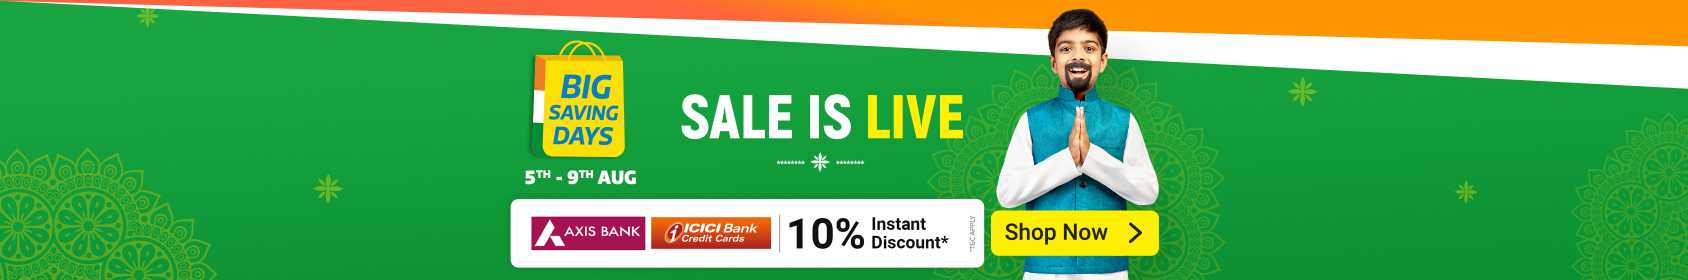 BIG
SAVING
DAYS
5TH - 9TH AUG
SALE IS LIVE
AXIS BANK
ICICI Bank
Credit Cards
10%
Instant
Discount*
*T&C APPLY
Shop Now